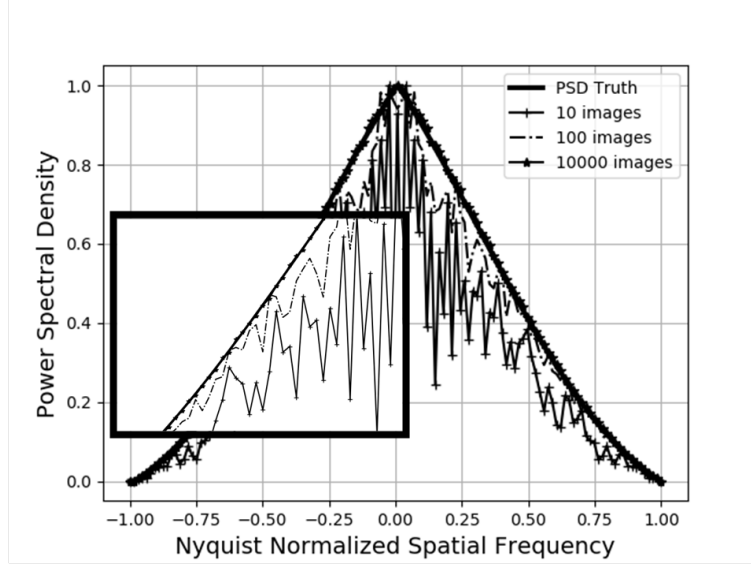 PSD Truth
10 images
100 images
10000 images
Power Spectral Density
1.0
0.8
0.6
0.4
0.2
0.0
−1.00 −0.75 −0.50 −0.25 0.00 0.25 0.50 0.75 1.00
Nyquist Normalized Spatial Frequency